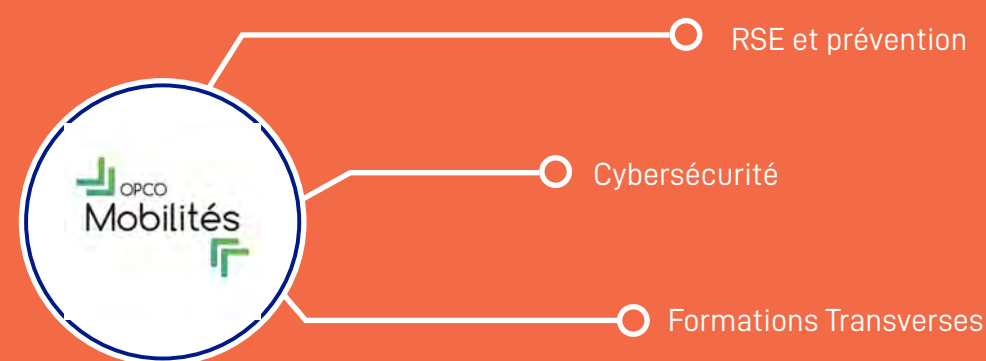 RSE et prévention
OPCO
Mobilités
Cybersécurité
Formations Transverses